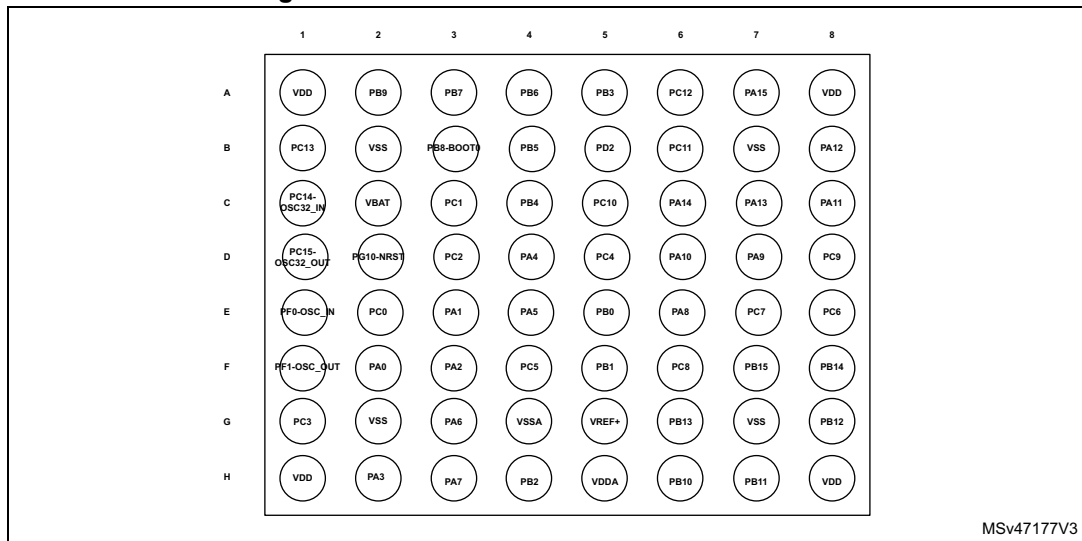 1 2 3 4 5 6 7 8
A VDD PB9 PB7 PB6 PB3 PC12 PA15 VDD
B PC13 VSS PB8-BOOT0 PB5 PD2 PC11 VSS PA12
C PC14-OSC32_IN VBAT PC1 PB4 PC10 PA14 PA13 PA11
D PC15-OSC32_OUT PG10-NRST PC2 PA4 PC4 PA10 PA9 PC9
E PF0-OSC_IN PC0 PA1 PA5 PB0 PA8 PC7 PC6
F PF1-OSC_OUT PA0 PA2 PC5 PB1 PC8 PB15 PB14
G PC3 VSS PA6 VSSA VREF+ PB13 VSS PB12
H VDD PA3 PA7 PB2 VDDA PB10 PB11 VDD
MSv47177V3